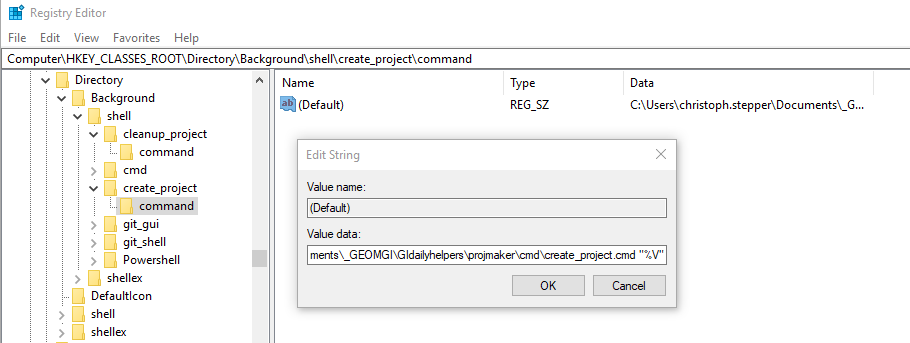 Registry Editor
File Edit View Favorites Help
Computer\HKEY_CLASSES_ROOT\Directory\Background\shell\create_project\command
Directory
Background
shell
cleanup_project
command
cmd
create_project
command
git_gui
git_shell
Powershell
shellex
DefaultIcon
shell
shellex
Name Type Data
ab (Default) REG_SZ C:\Users\christoph.stepper\Documents\_G...
Edit String
Value name:
(Default)
Value data:
ments\_GEOMGI\GIdailyhelpers\projmaker\cmd\create_project.cmd "%V"
OK Cancel